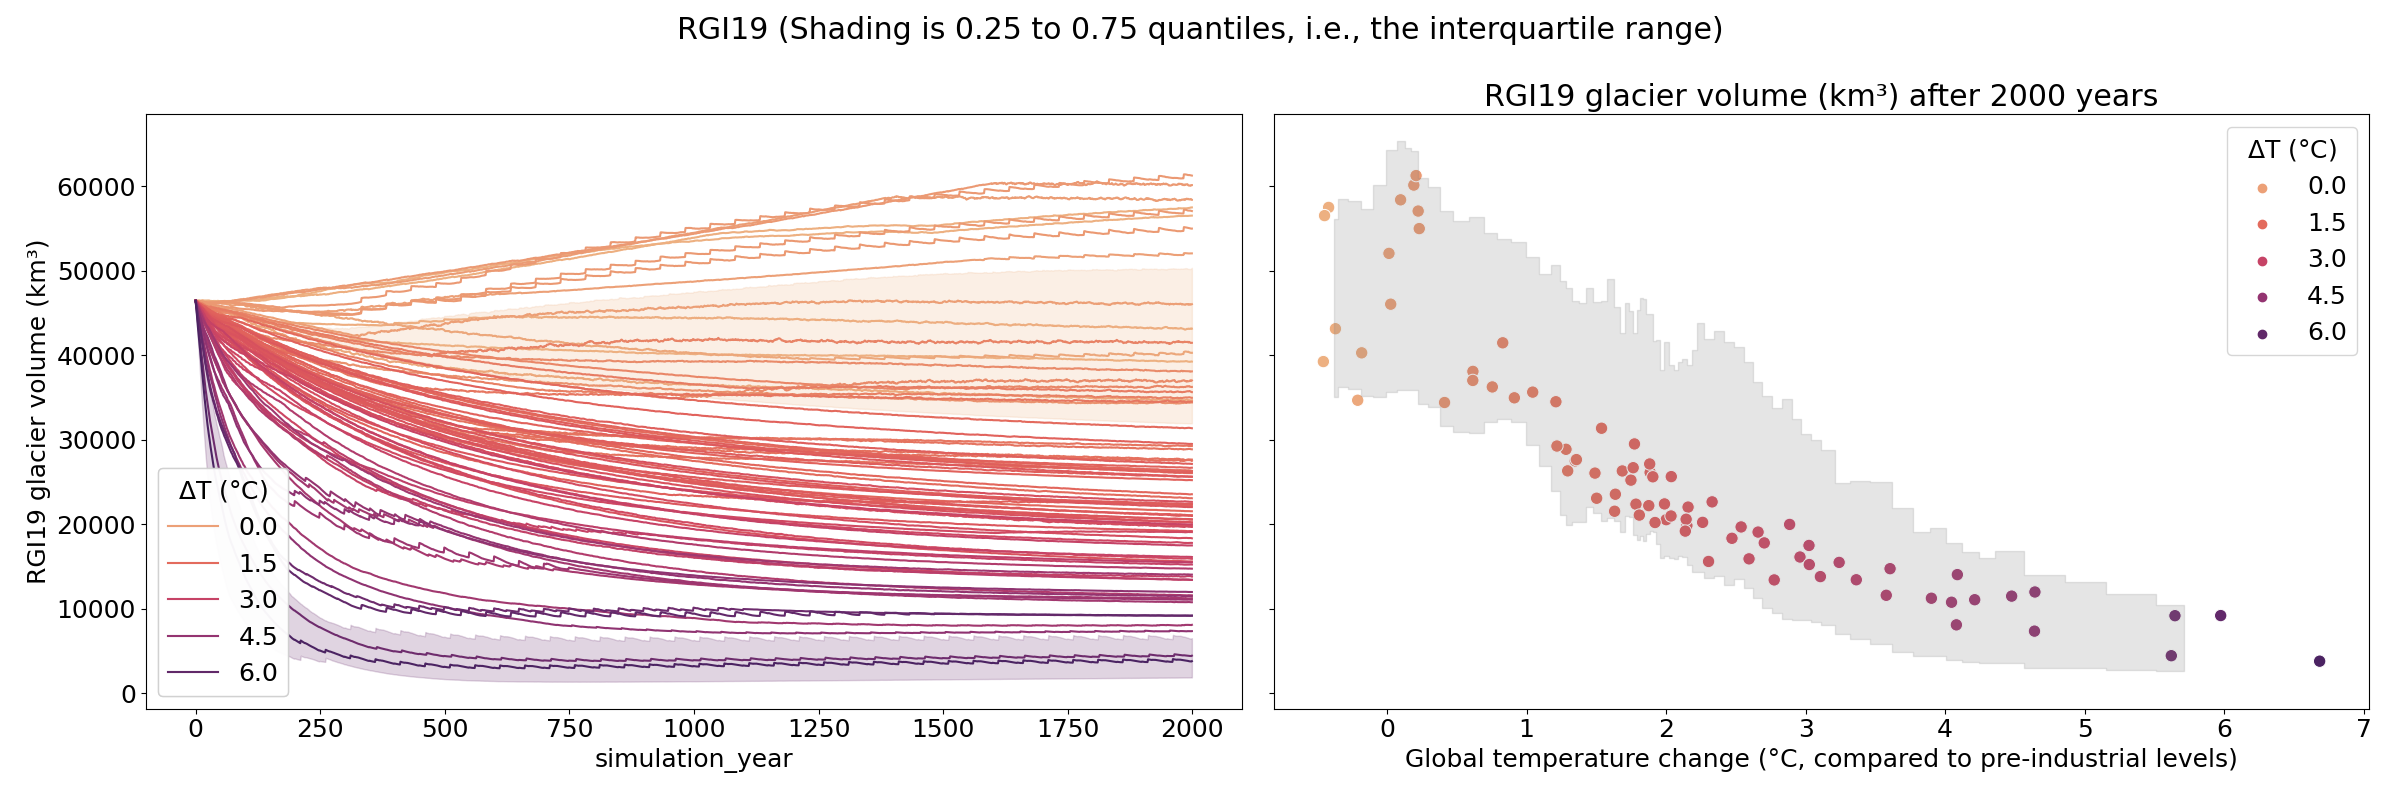 RGI19 (Shading is 0.25 to 0.75 quantiles, i.e., the interquartile range)
RGI19 glacier volume (km³)
60000
50000
40000
30000
20000
10000
0
ΔT (°C)
0.0
1.5
3.0
4.5
6.0
0 250 500 750 1000 1250 1500 1750 2000
simulation_year
RGI19 glacier volume (km³) after 2000 years
ΔT (°C)
0.0
1.5
3.0
4.5
6.0
0 1 2 3 4 5 6 7
Global temperature change (°C, compared to pre-industrial levels)